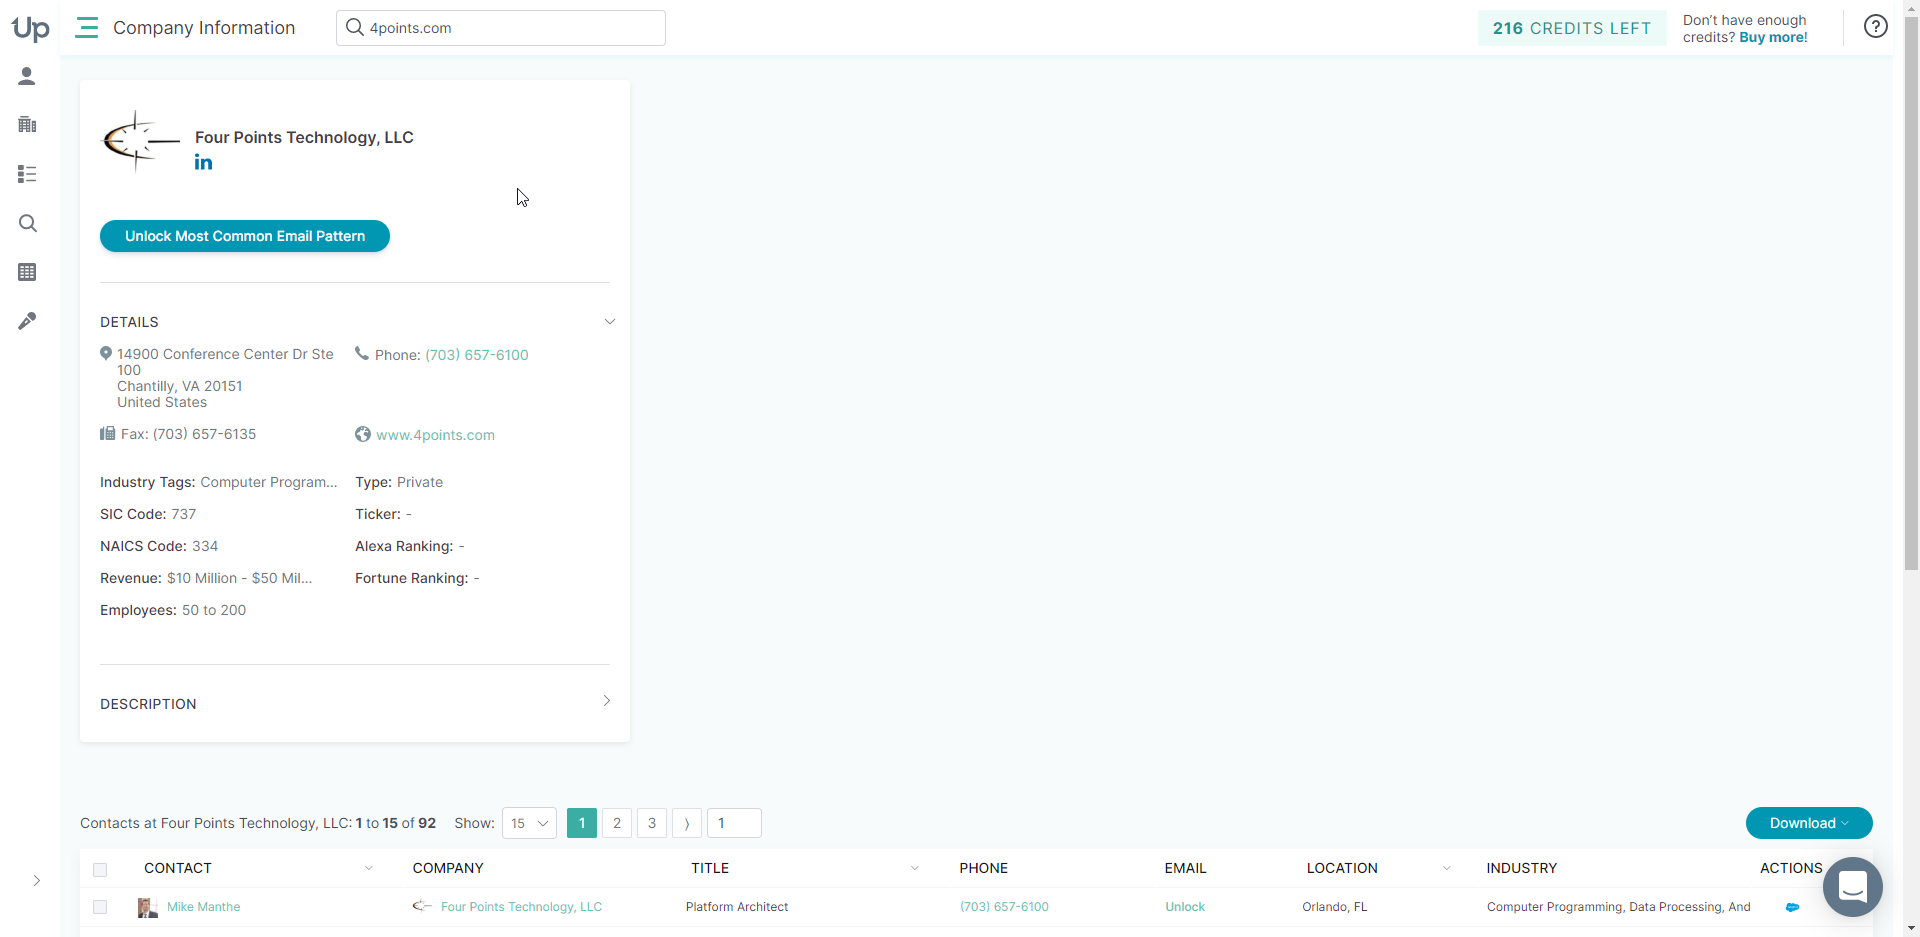 Up
Company Information
4points.com
216 CREDITS LEFT
Don't have enough
credits? Buy more!
?
Four Points Technology, LLC
in
Unlock Most Common Email Pattern
DETAILS
14900 Conference Center Dr Ste
100
Chantilly, VA 20151
United States
Phone: (703) 657-6100
Fax: (703) 657-6135
www.4points.com
Industry Tags: Computer Program...
Type: Private
SIC Code: 737
Ticker: -
NAICS Code: 334
Alexa Ranking: -
Revenue: $10 Million - $50 Mil...
Fortune Ranking: -
Employees: 50 to 200
DESCRIPTION
Contacts at Four Points Technology, LLC: 1 to 15 of 92 Show: 15 1 2 3 1
Download
CONTACT COMPANY TITLE PHONE EMAIL LOCATION INDUSTRY ACTIONS
Mike Manthe Four Points Technology, LLC Platform Architect (703) 657-6100 Unlock Orlando, FL Computer Programming, Data Processing, And